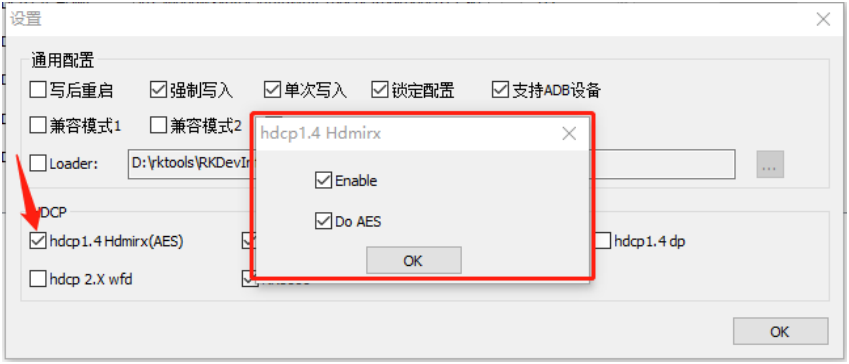 设置
通用配置
写后重启 强制写入 单次写入 锁定配置 支持ADB设备
兼容模式1 兼容模式2
hdcp1.4 Hdmirx
Loader: D:\rktools\RKDevIn ...
Enable
Do AES
OK
DCP
hdcp1.4 Hdmirx(AES) hdcp1.4 dp
hdcp 2.X wfd
OK